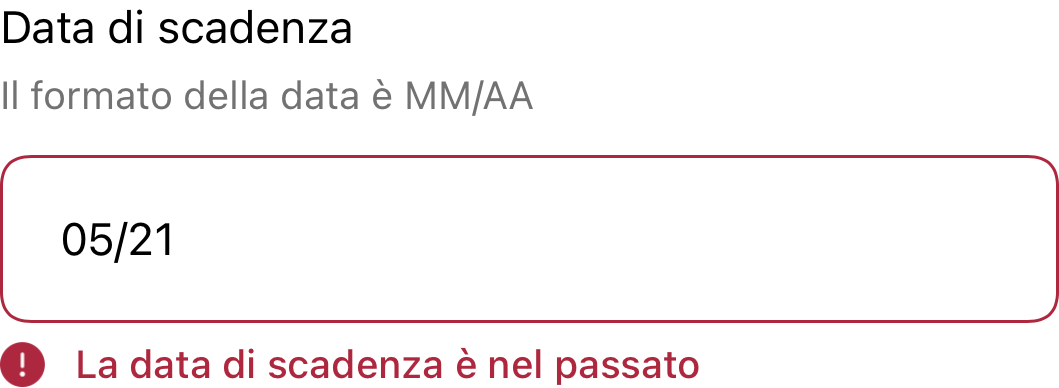 Data di scadenza
Il formato della data è MM/AA
05/21
La data di scadenza è nel passato